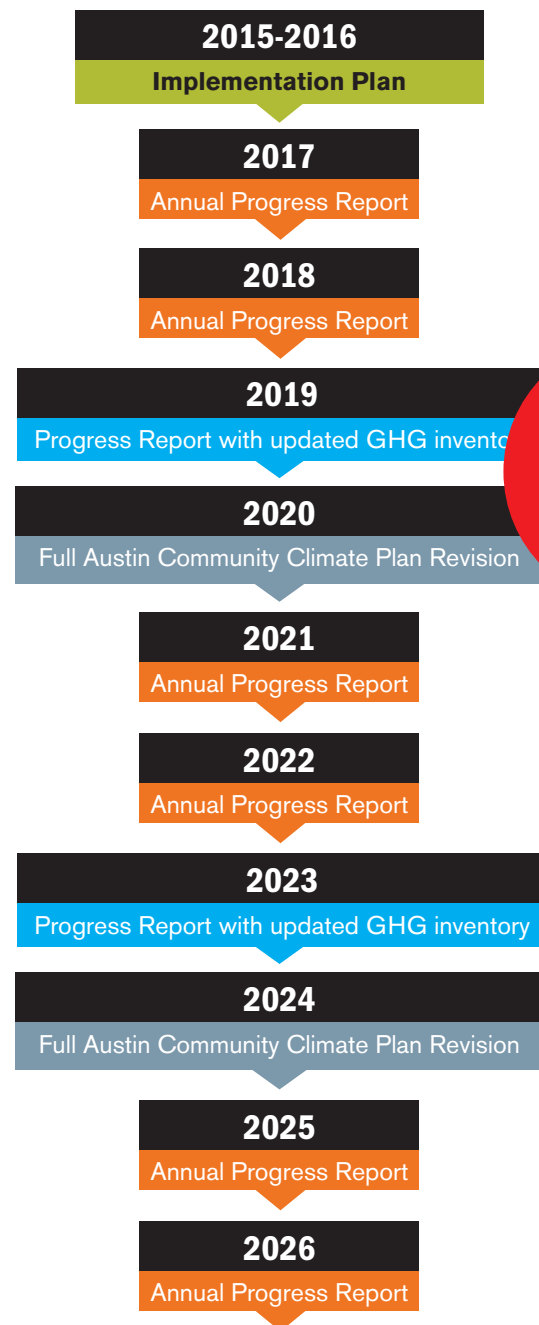 2015-2016
Implementation Plan
2017
Annual Progress Report
2018
Annual Progress Report
2019
Progress Report with updated GHG invento
2020
Full Austin Community Climate Plan Revision
2021
Annual Progress Report
2022
Annual Progress Report
2023
Progress Report with updated GHG inventory
2024
Full Austin Community Climate Plan Revision
2025
Annual Progress Report
2026
Annual Progress Report